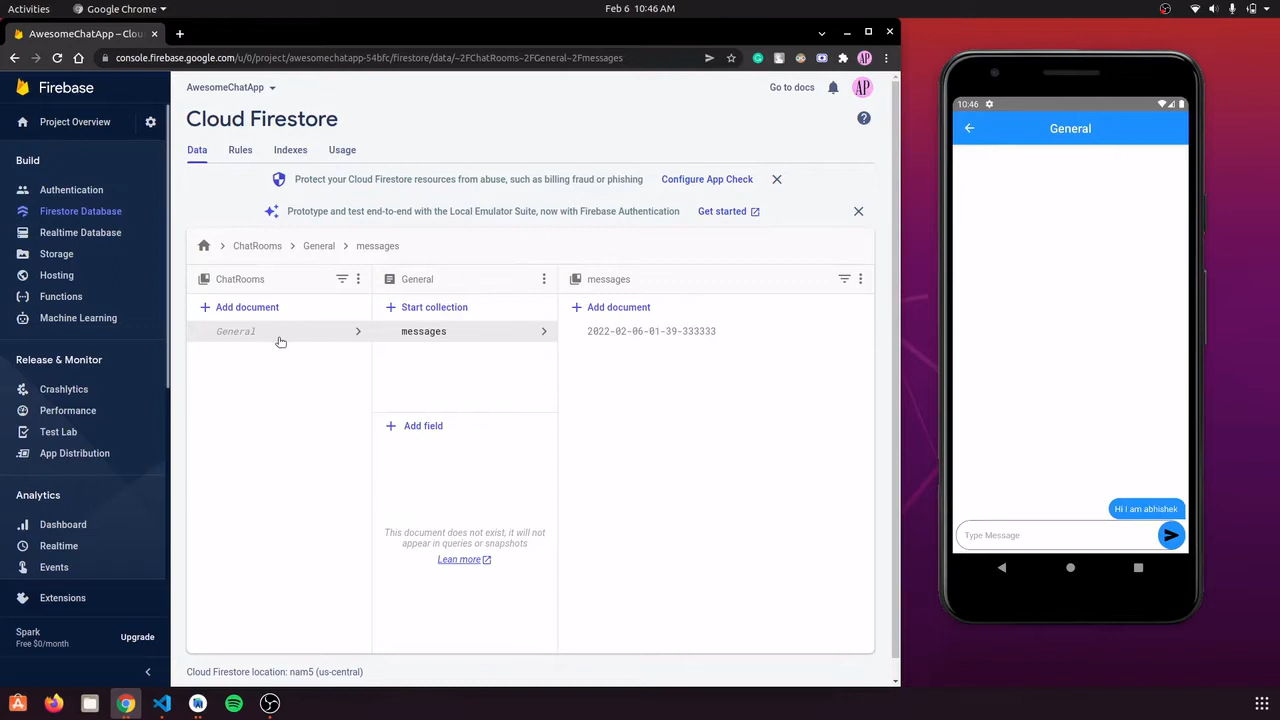 Activities
Google Chrome
Feb 6 10:46 AM
AwesomeChatApp – Clou
console.firebase.google.com/u/0/project/awesomechatapp-54bfc/firestore/data/~2FChatRooms~2FGeneral~2Fmessages
AP
Firebase
Project Overview
Build
Authentication
Firestore Database
Realtime Database
Storage
Hosting
Functions
Machine Learning
Release & Monitor
Crashlytics
Performance
Test Lab
App Distribution
Analytics
Dashboard
Realtime
Events
Extensions
Spark
Free $0/month
Upgrade
AwesomeChatApp
Go to docs
AP
Cloud Firestore
Data Rules Indexes Usage
Protect your Cloud Firestore resources from abuse, such as billing fraud or phishing
Configure App Check
Prototype and test end-to-end with the Local Emulator Suite, now with Firebase Authentication
Get started
ChatRooms > General > messages
ChatRooms
Add document
General
General
Start collection
messages
Add field
This document does not exist, it will not
appear in queries or snapshots
Learn more
messages
Add document
2022-02-06-01-39-333333
Cloud Firestore location: nam5 (us-central)
10:46
General
Hi I am abhishek
Type Message